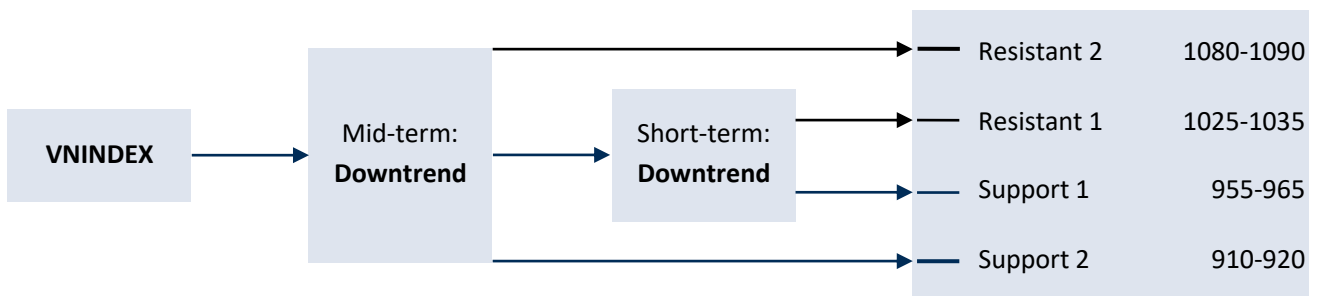 VNINDEX
Mid-term:
Downtrend
Short-term:
Downtrend
Resistant 2 1080-1090
Resistant 1 1025-1035
Support 1 955-965
Support 2 910-920